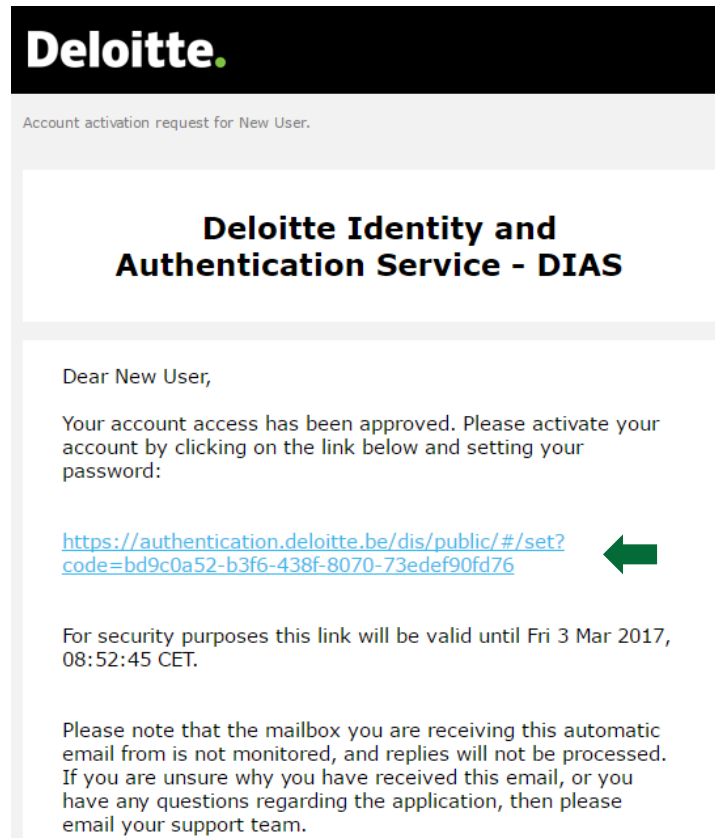 Deloitte.
Account activation request for New User.
Deloitte Identity and
Authentication Service - DIAS
Dear New User,
Your account access has been approved. Please activate your
account by clicking on the link below and setting your
password:
https://authentication.deloitte.be/dis/public/#/set?
code=bd9c0a52-b3f6-438f-8070-73edef90fd76
For security purposes this link will be valid until Fri 3 Mar 2017,
08:52:45 CET.
Please note that the mailbox you are receiving this automatic
email from is not monitored, and replies will not be processed.
If you are unsure why you have received this email, or you
have any questions regarding the application, then please
email your support team.